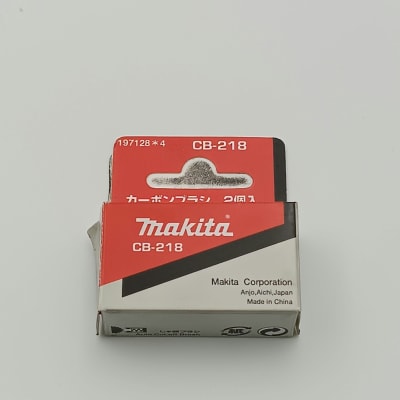 197128*4 CB-218
カーボンブラシ 2個入
makita
CB-218
Makita Corporation
Anjo,Aichi,Japan
Made in China